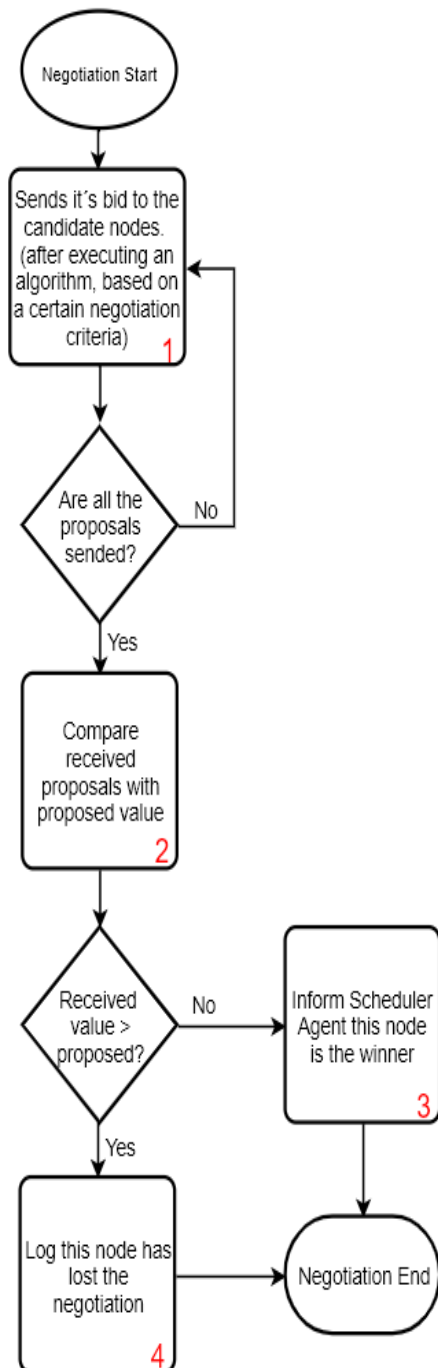 Negotiation Start
Sends it´s bid to the
candidate nodes.
(after executing an
algorithm, based on
a certain negotiation
criteria)
1
Are all the
proposals
sended?
No
Yes
Compare
received
proposals with
proposed value
2
Received
value >
proposed?
No
Inform Scheduler
Agent this node
is the winner
3
Yes
Log this node has
lost the
negotiation
4
Negotiation End